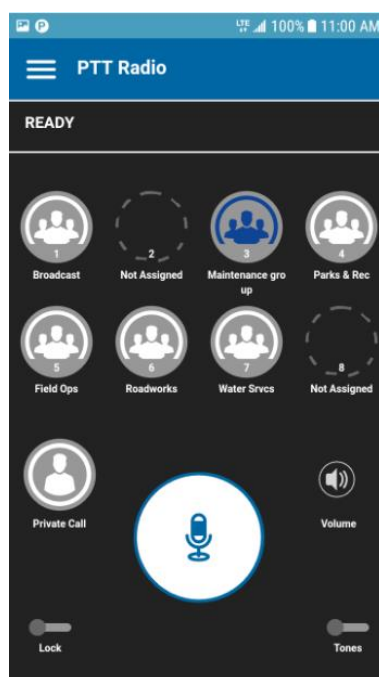 LTE 100% 11:00 AM
PTT Radio
READY
1 2 3 4
Broadcast Not Assigned Maintenance gro Parks & Rec
up
5 6 7 8
Field Ops Roadworks Water Srvcs Not Assigned
Private Call Volume
Lock Tones